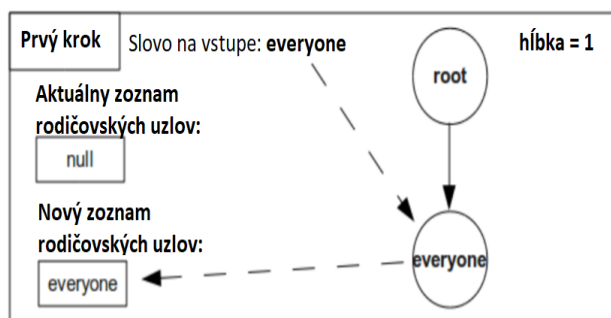 Prvý krok
Slovo na vstupe: everyone
hĺbka = 1
root
Aktuálny zoznam
rodičovských uzlov:
null
Nový zoznam
rodičovských uzlov:
everyone
everyone